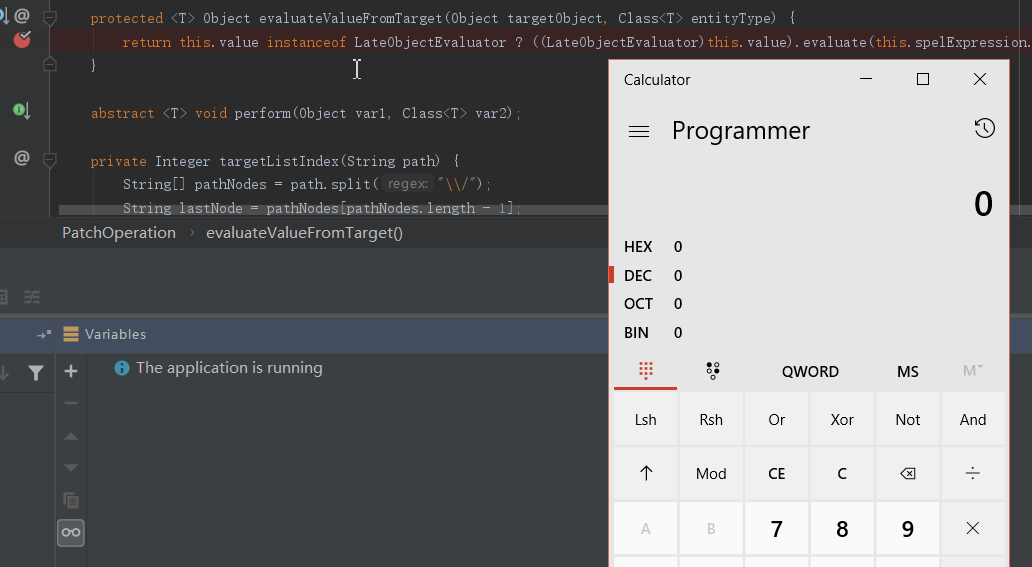 protected <T> Object evaluateValueFromTarget(Object targetObject, Class<T> entityType) {
return this.value instanceof LateObjectEvaluator ? ((LateObjectEvaluator)this.value).evaluate(this.spelExpression.
}
abstract <T> void perform(Object var1, Class<T> var2);
private Integer targetListIndex(String path) {
String[] pathNodes = path.split( regex: "\\/");
String lastNode = pathNodes[pathNodes.length - 1];
PatchOperation › evaluateValueFromTarget()
Variables
The application is running
Calculator
Programmer
0
HEX 0
DEC 0
OCT 0
BIN 0
QWORD MS M
Lsh Rsh Or Xor Not And
↑ Mod CE C ⌫ ÷
A B 7 8 9 ×